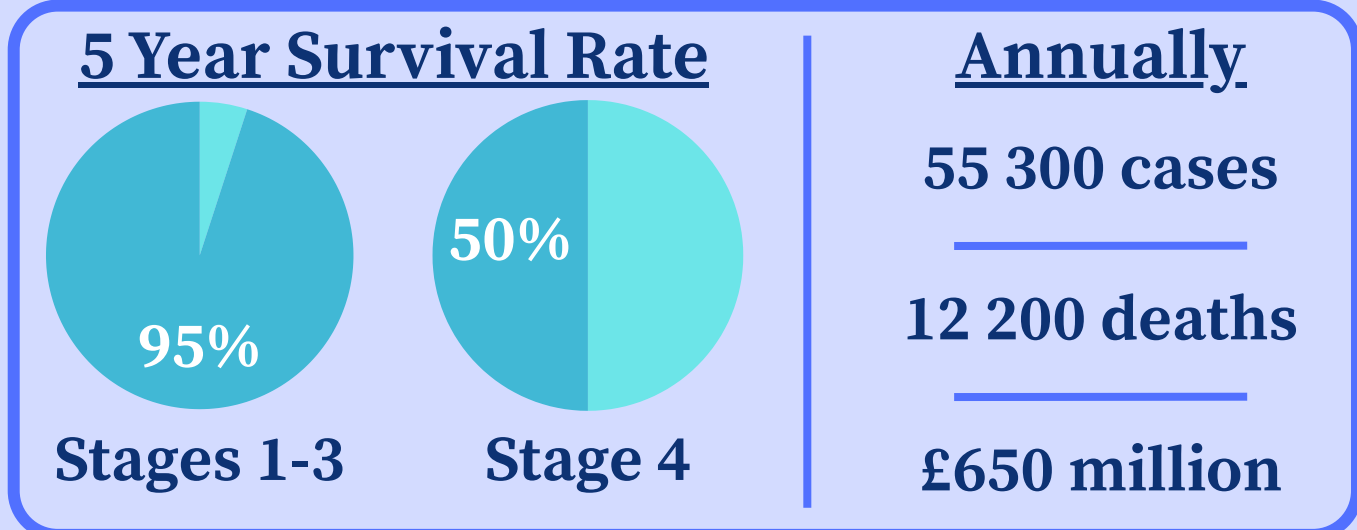 5 Year Survival Rate
95%
Stages 1-3
50%
Stage 4
Annually
55 300 cases
12 200 deaths
£650 million